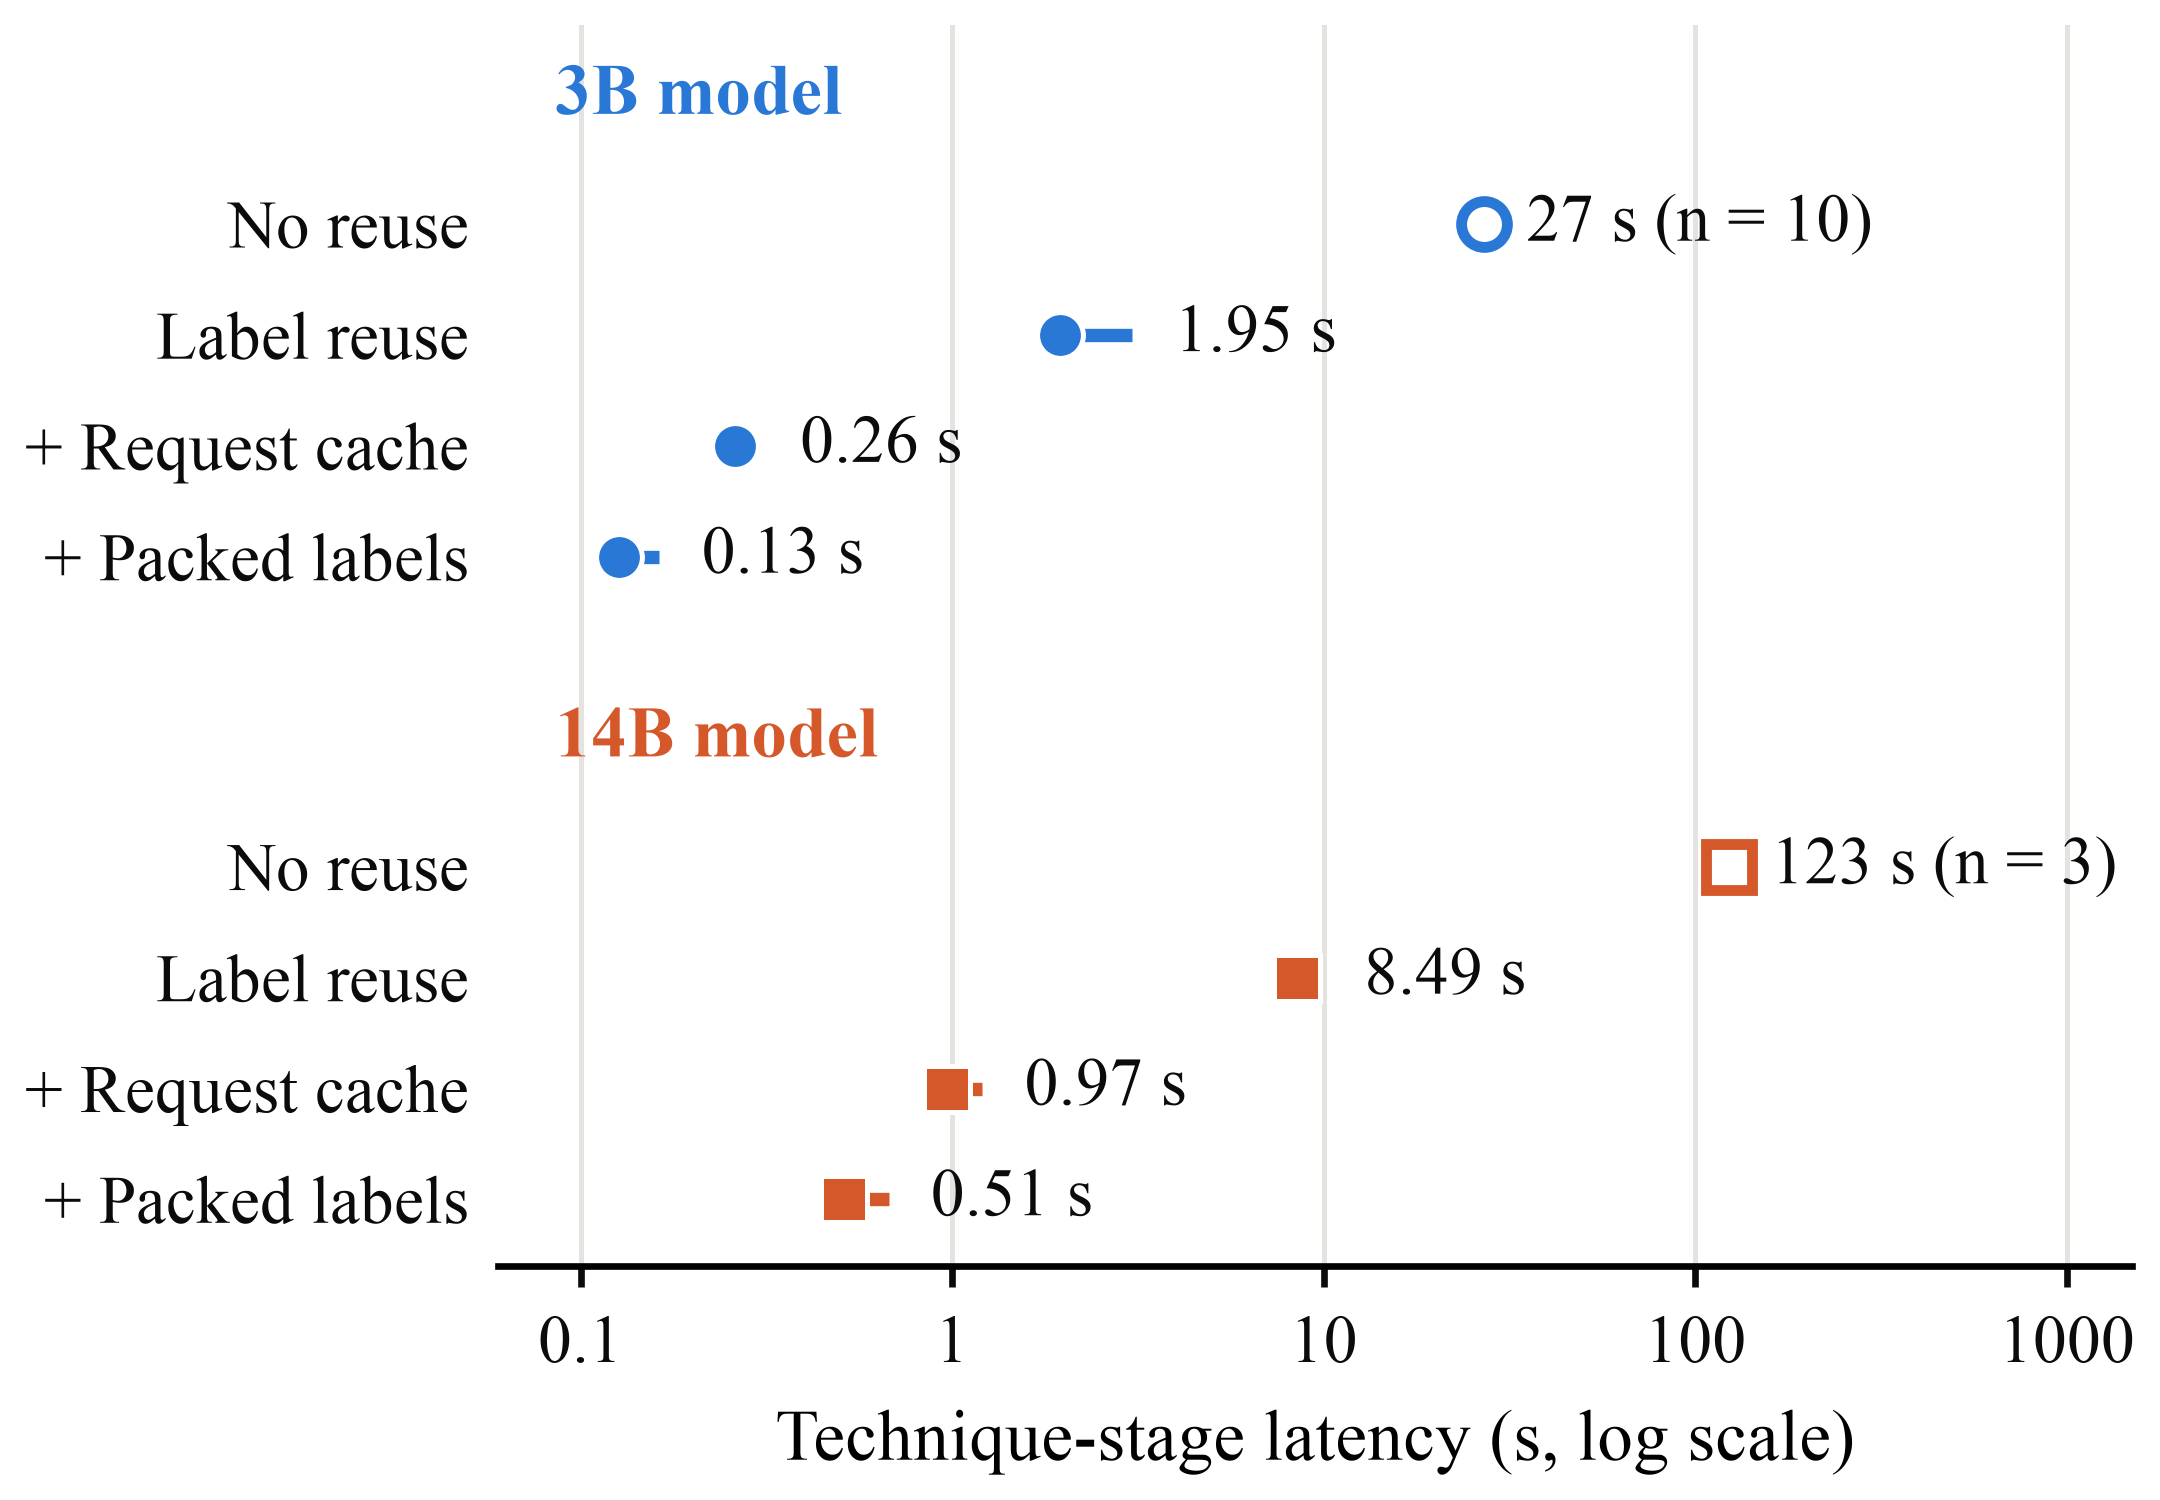 3B model
No reuse 27 s (n = 10)
Label reuse 1.95 s
+ Request cache 0.26 s
+ Packed labels 0.13 s
14B model
No reuse 123 s (n = 3)
Label reuse 8.49 s
+ Request cache 0.97 s
+ Packed labels 0.51 s
0.1 1 10 100 1000
Technique-stage latency (s, log scale)